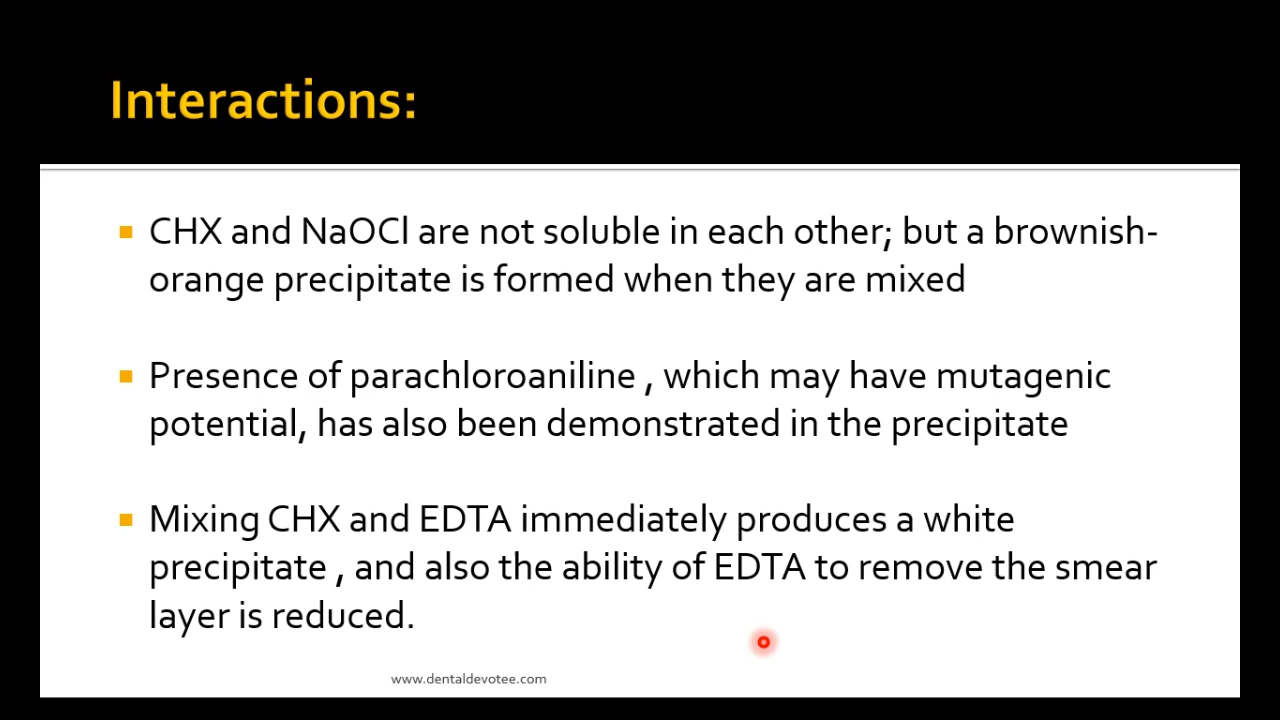 Interactions:
CHX and NaOCl are not soluble in each other; but a brownish-
orange precipitate is formed when they are mixed
Presence of parachloroaniline , which may have mutagenic
potential, has also been demonstrated in the precipitate
Mixing CHX and EDTA immediately produces a white
precipitate , and also the ability of EDTA to remove the smear
layer is reduced.
www.dentaldevotee.com